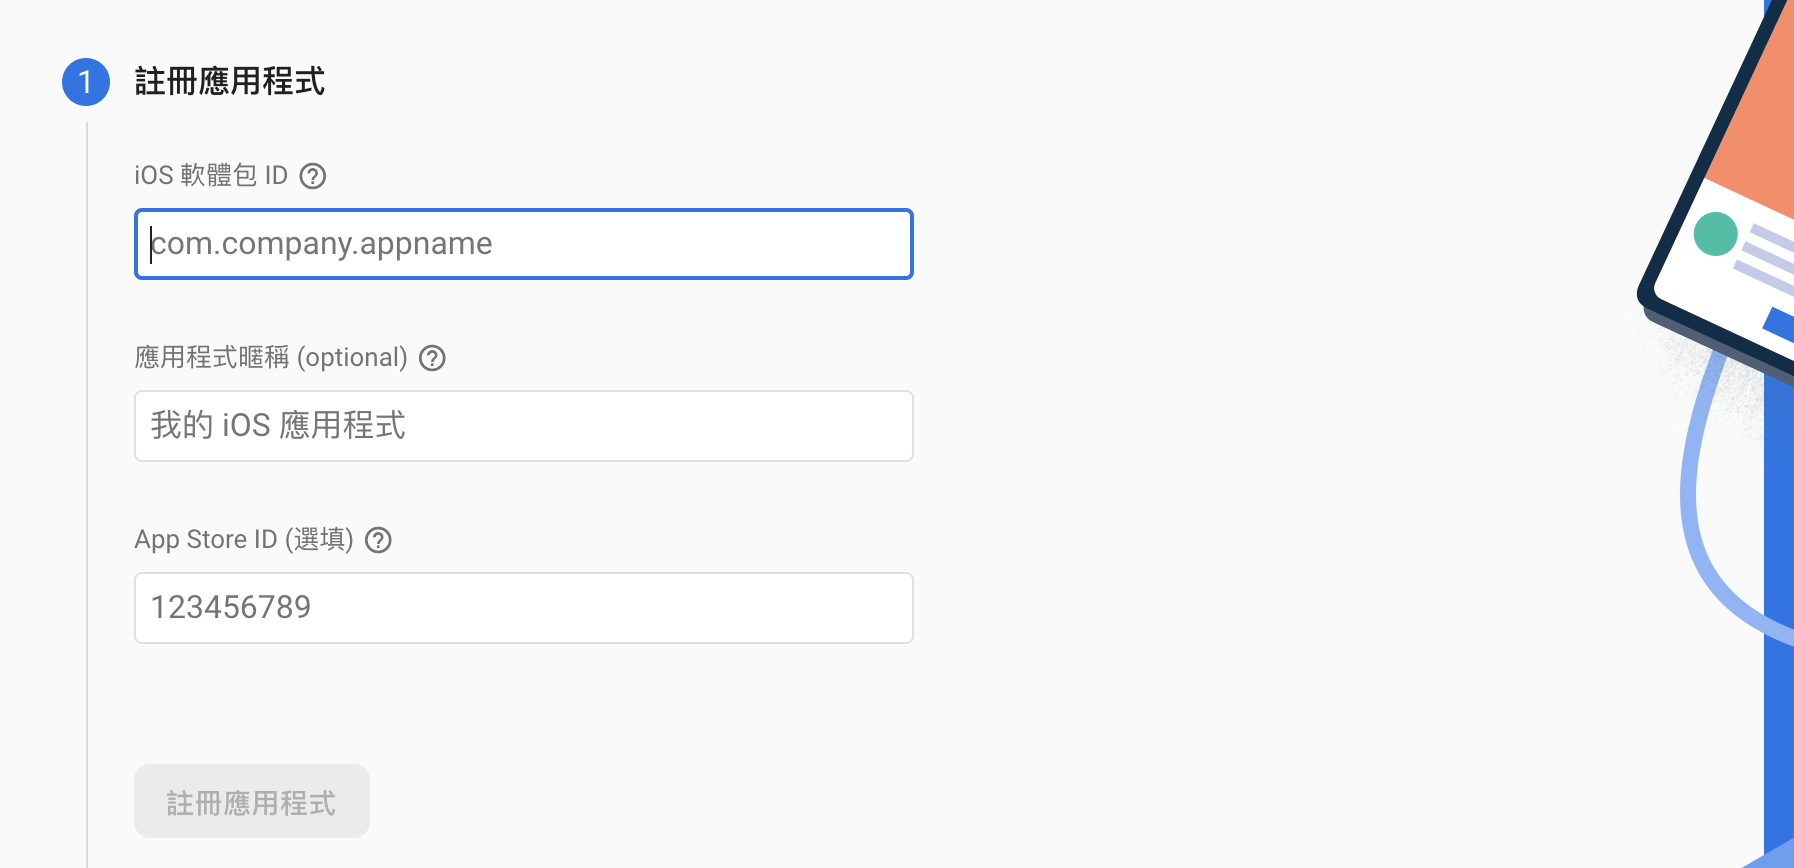 1 註冊應用程式
iOS 軟體包 ID ?
com.company.appname
應用程式暱稱 (optional) ?
我的 iOS 應用程式
App Store ID (選填) ?
123456789
註冊應用程式